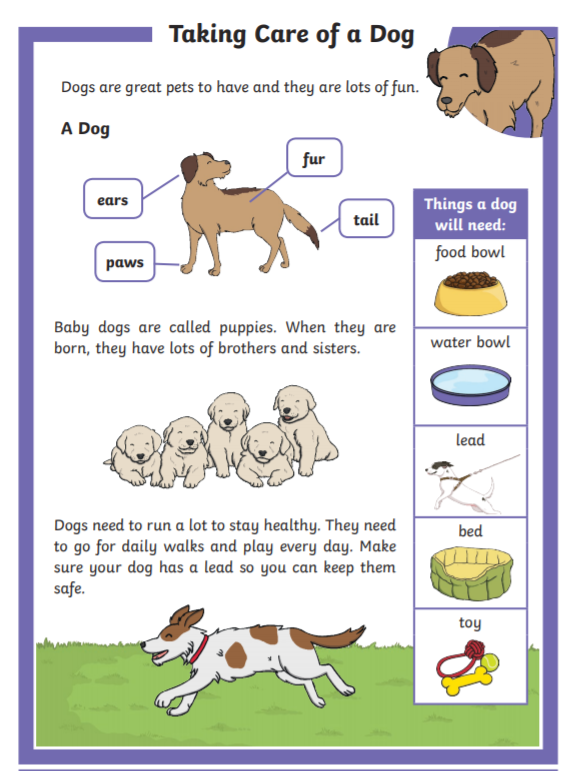 Taking Care of a Dog
Dogs are great pets to have and they are lots of fun.
A Dog
fur
ears
tail
paws
Baby dogs are called puppies. When they are
born, they have lots of brothers and sisters.
Dogs need to run a lot to stay healthy. They need
to go for daily walks and play every day. Make
sure your dog has a lead so you can keep them
safe.
Things a dog
will need:
food bowl
water bowl
lead
bed
toy